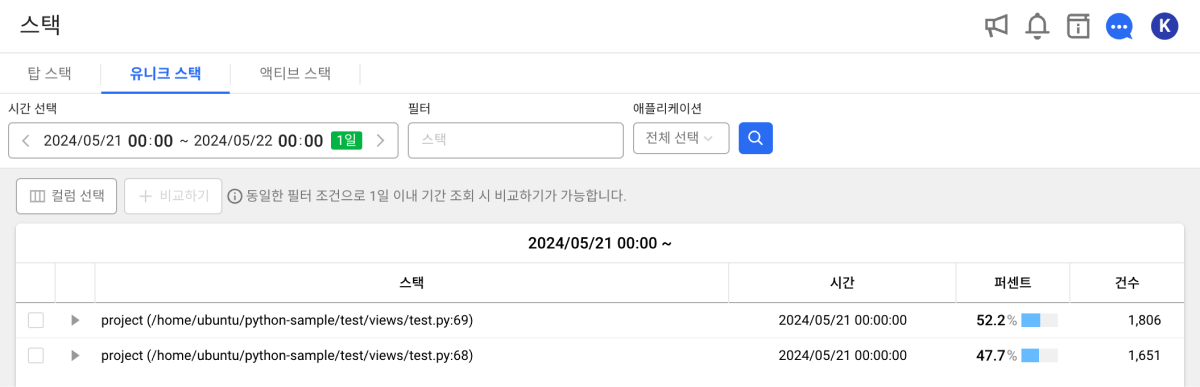 스택
K
탑 스택
유니크 스택
액티브 스택
시간 선택
필터
애플리케이션
2024/05/21 00:00 ~ 2024/05/22 00:00 1일
스택
전체 선택
컬럼 선택
비교하기
동일한 필터 조건으로 1일 이내 기간 조회 시 비교하기가 가능합니다.
2024/05/21 00:00 ~
스택 시간 퍼센트 건수
project (/home/ubuntu/python-sample/test/views/test.py:69) 2024/05/21 00:00:00 52.2% 1,806
project (/home/ubuntu/python-sample/test/views/test.py:68) 2024/05/21 00:00:00 47.7% 1,651